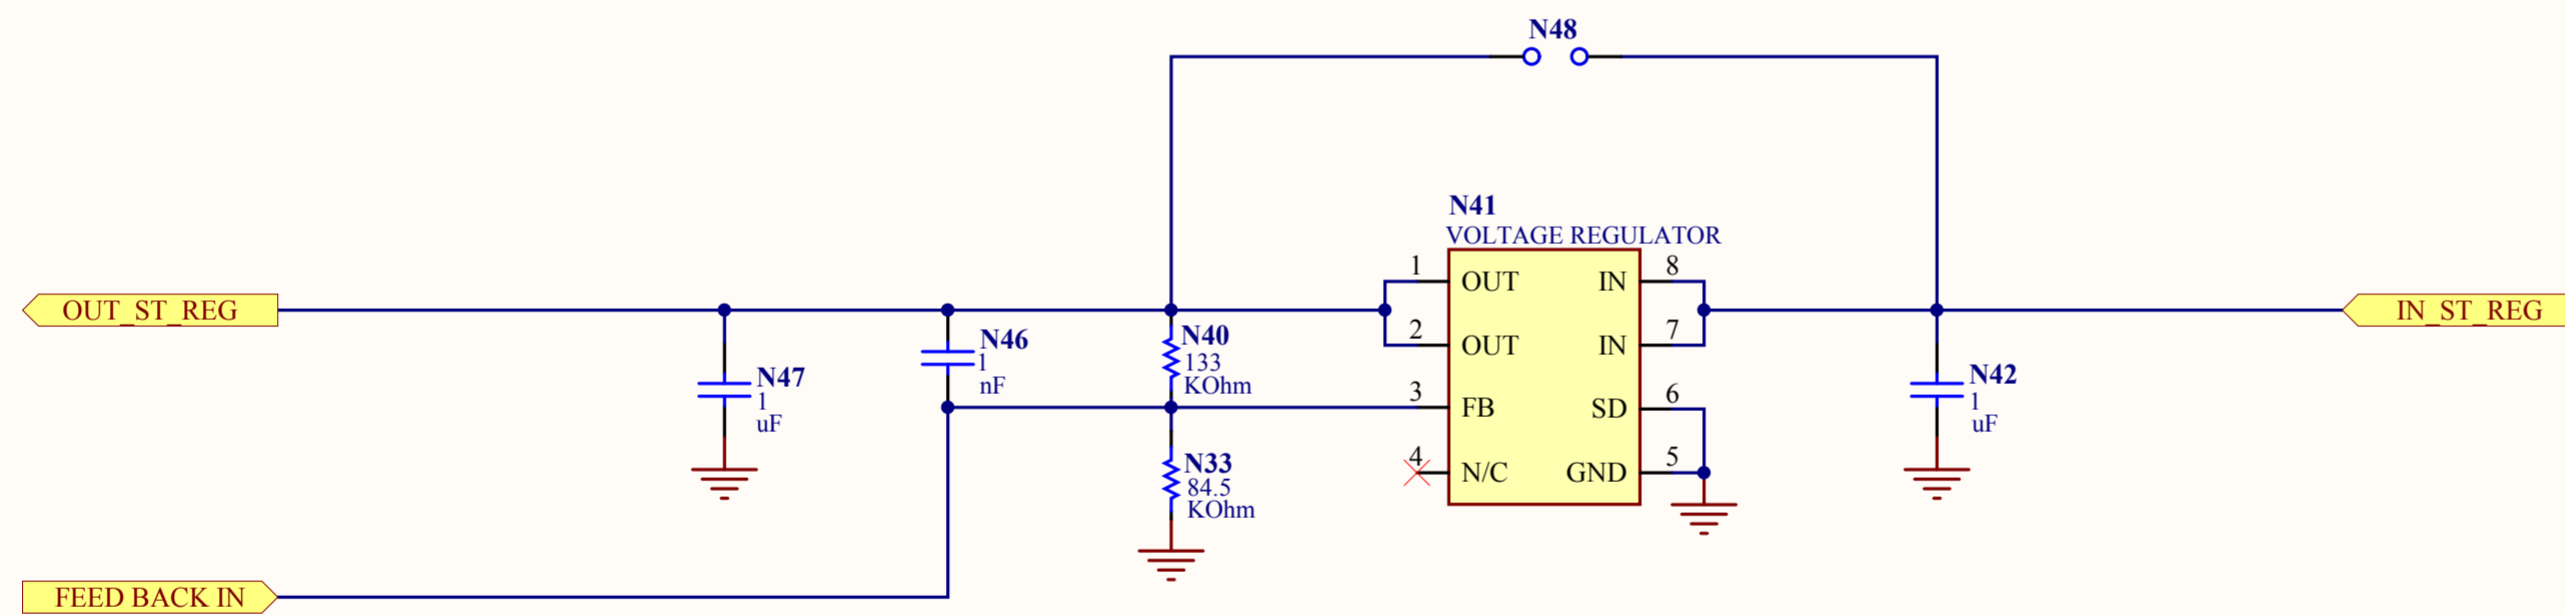 N48
N41
VOLTAGE REGULATOR
1 OUT IN 8
OUT_ST_REG
IN_ST_REG
2 OUT IN 7
N40
133
KOhm
N46
1
nF
N47
1
uF
N42
1
uF
3 FB SD 6
4 N/C GND 5
N33
84.5
KOhm
FEED BACK IN